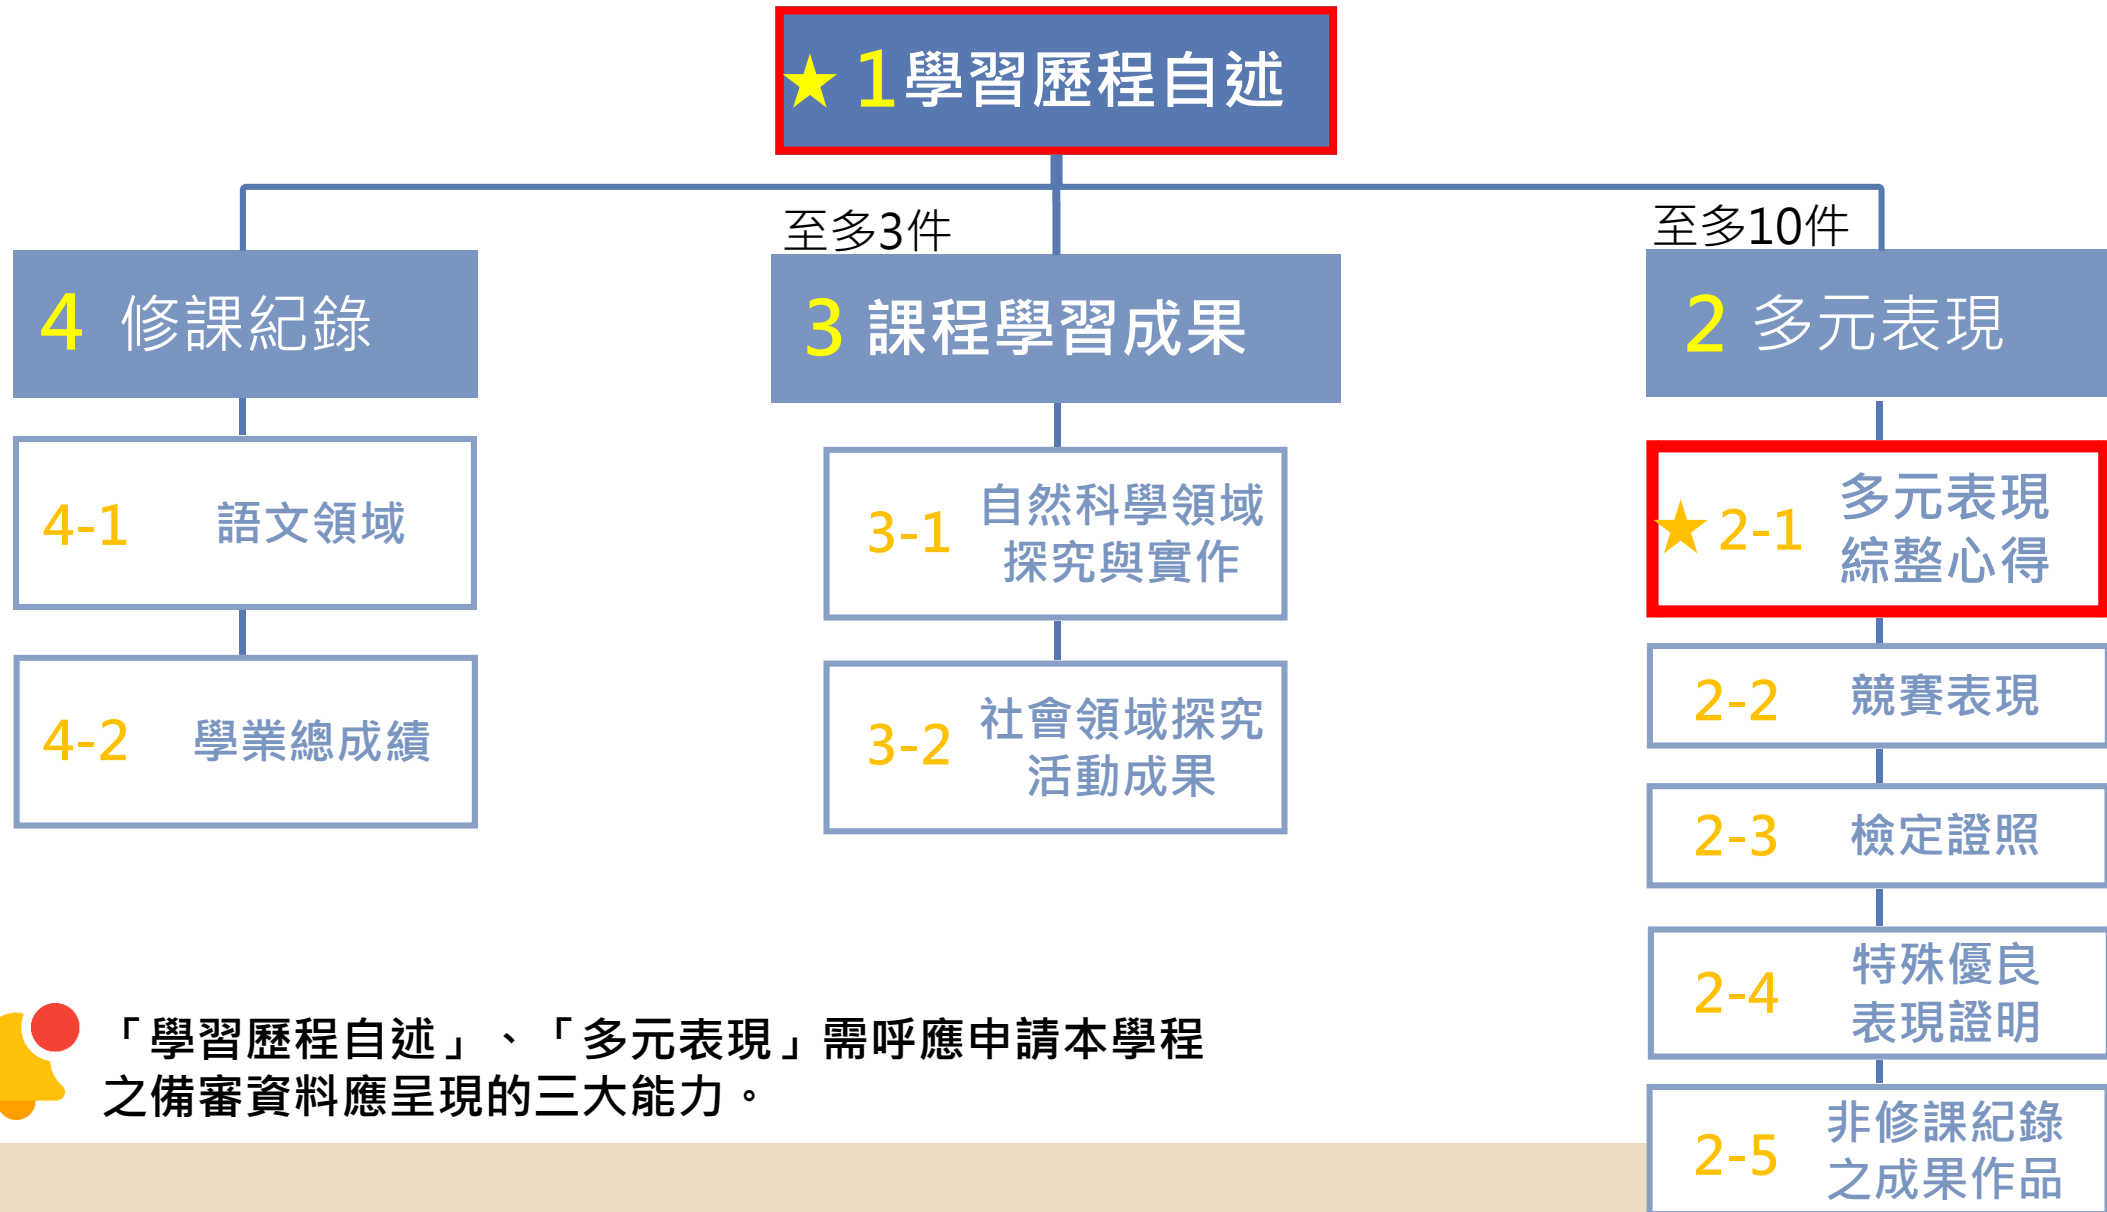 ★ 1學習歷程自述
至多3件
至多10件
4 修課紀錄
3 課程學習成果
2 多元表現
4-1 語文領域
4-2 學業總成績
3-1 自然科學領域
探究與實作
3-2 社會領域探究
活動成果
★ 2-1 多元表現
綜整心得
2-2 競賽表現
2-3 檢定證照
2-4 特殊優良
表現證明
2-5 非修課紀錄
之成果作品
「學習歷程自述」、「多元表現」需呼應申請本學程
之備審資料應呈現的三大能力。